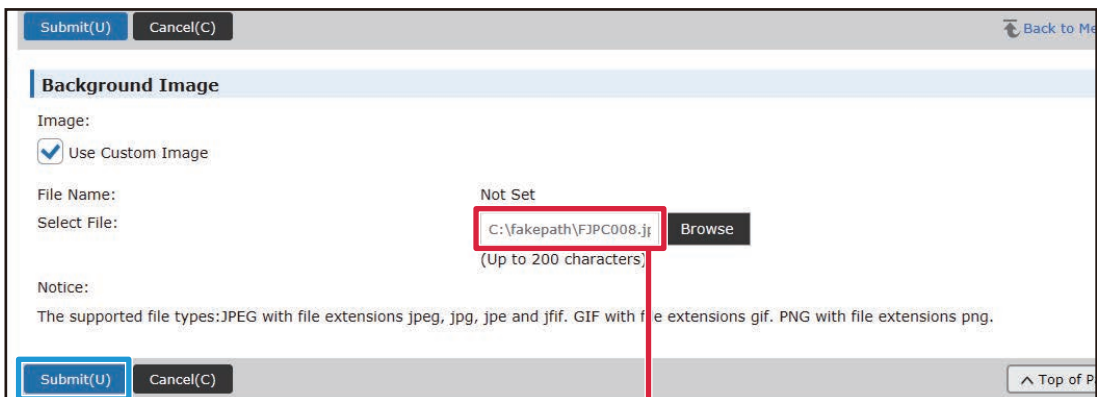 Submit(U) Cancel(C) Back to Me
Background Image
Image:
Use Custom Image
File Name: Not Set
Select File: C:\fakepath\FJPC008.j Browse
(Up to 200 characters)
Notice:
The supported file types:JPEG with file extensions jpeg, jpg, jpe and jfif. GIF with file extensions gif. PNG with file extensions png.
Submit(U) Cancel(C) Top of P